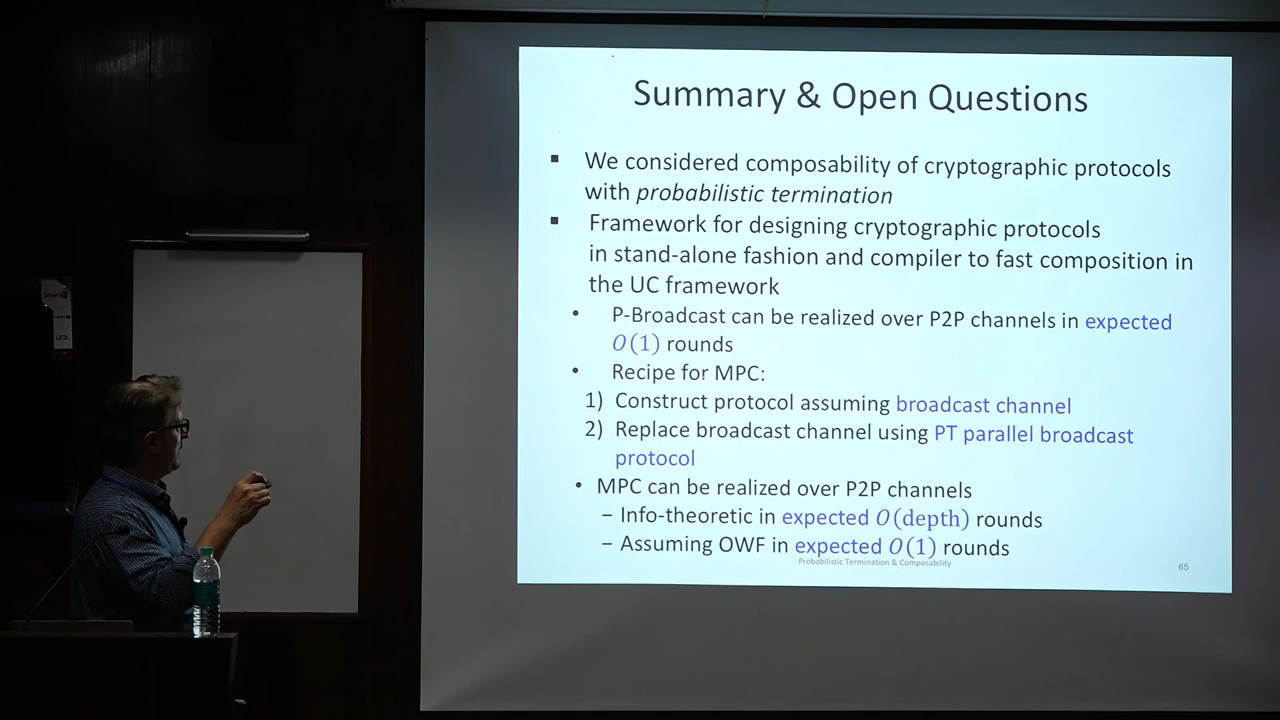 Summary & Open Questions
▪ We considered composability of cryptographic protocols
with probabilistic termination
▪ Framework for designing cryptographic protocols
in stand-alone fashion and compiler to fast composition in
the UC framework
• P-Broadcast can be realized over P2P channels in expected
O(1) rounds
• Recipe for MPC:
1) Construct protocol assuming broadcast channel
2) Replace broadcast channel using PT parallel broadcast
protocol
• MPC can be realized over P2P channels
– Info-theoretic in expected O(depth) rounds
– Assuming OWF in expected O(1) rounds
Probabilistic Termination & Composability
65